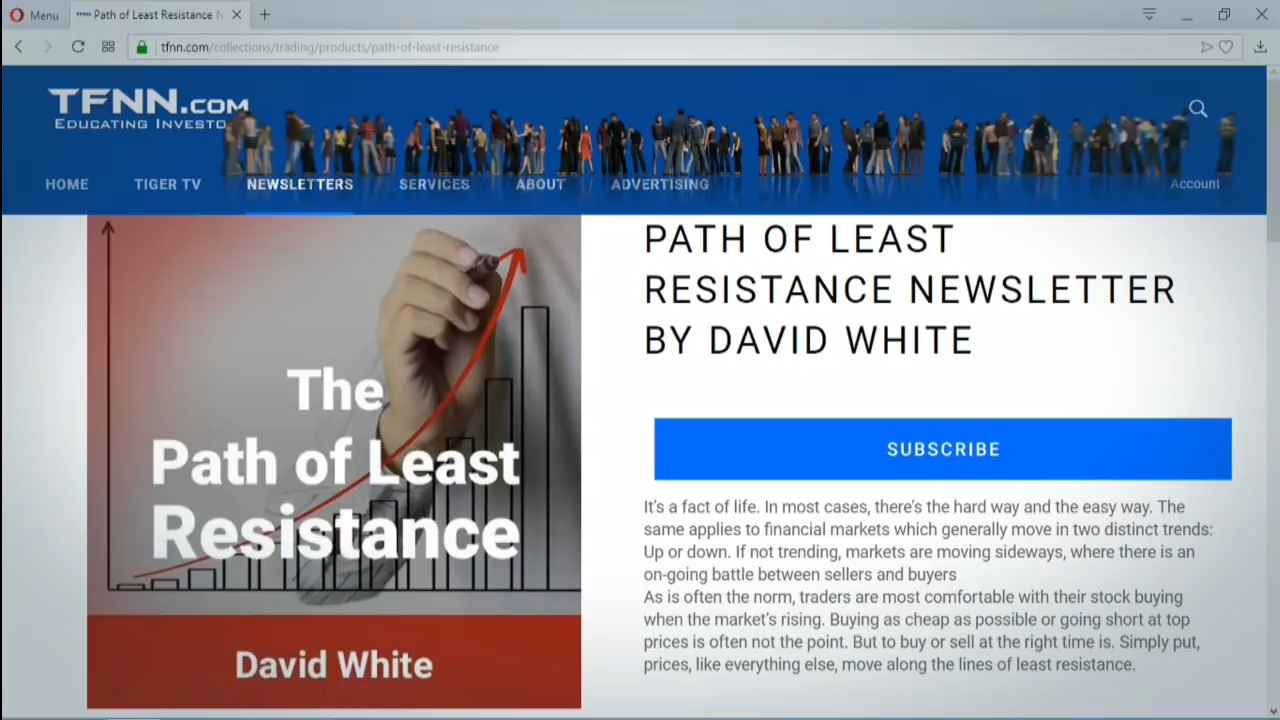 Menu
Path of Least Resistance
tfnn.com/collections/trading/products/path-of-least-resistance
TFNN.COM
EDUCATING INVESTO
HOME TIGER TV NEWSLETTERS SERVICES ABOUT ADVERTISING Account
The
Path of Least
Resistance
David White
PATH OF LEAST
RESISTANCE NEWSLETTER
BY DAVID WHITE
SUBSCRIBE
It's a fact of life. In most cases, there's the hard way and the easy way. The
same applies to financial markets which generally move in two distinct trends:
Up or down. If not trending, markets are moving sideways, where there is an
on-going battle between sellers and buyers
As is often the norm, traders are most comfortable with their stock buying
when the market's rising. Buying as cheap as possible or going short at top
prices is often not the point. But to buy or sell at the right time is. Simply put,
prices, like everything else, move along the lines of least resistance.